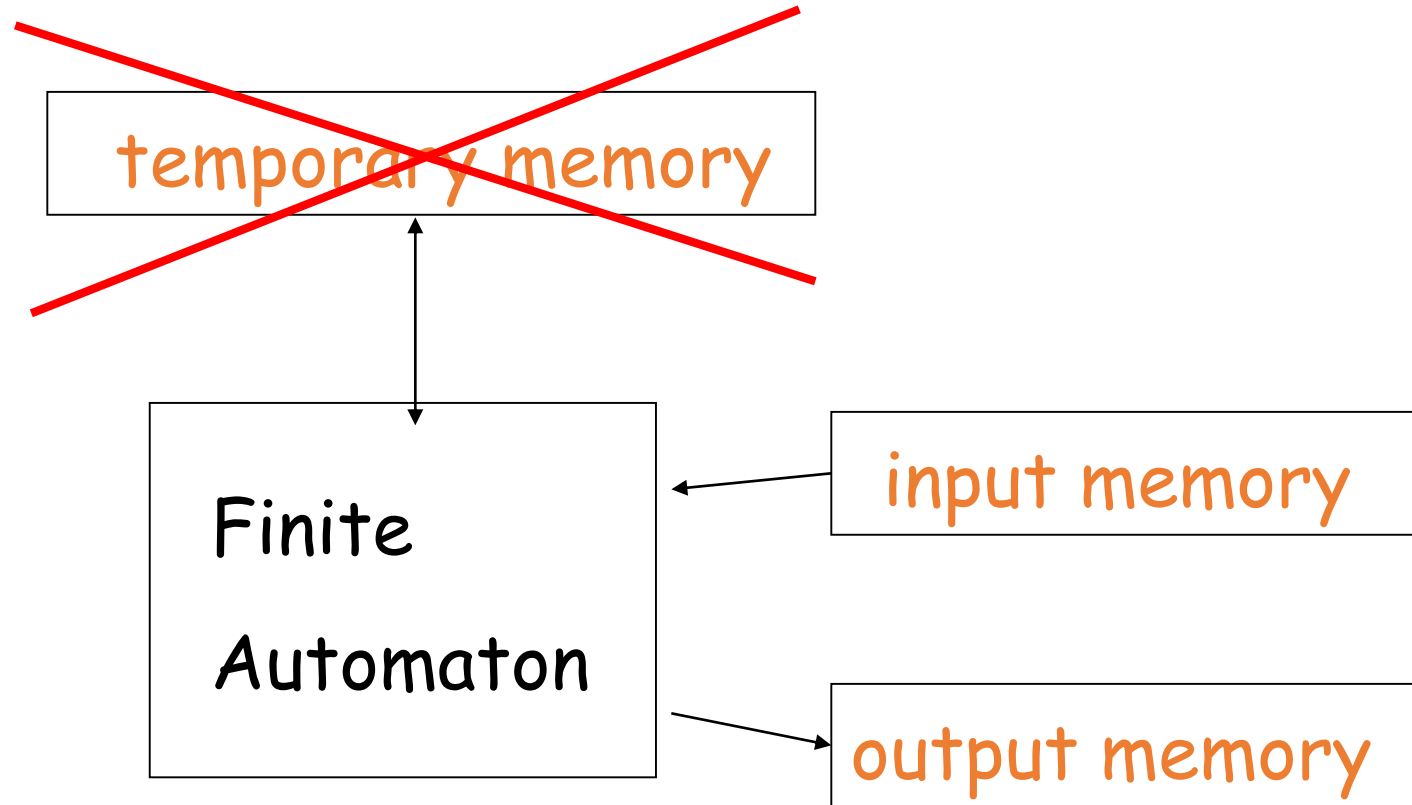 temporary memory
input memory
Finite
Automaton
output memory